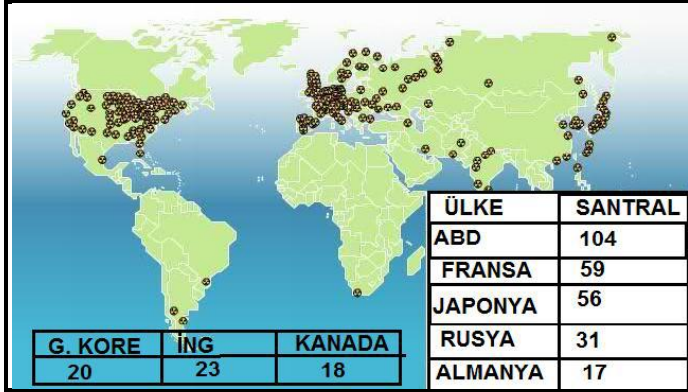 ÜLKE SANTRAL
ABD 104
FRANSA 59
JAPONYA 56
RUSYA 31
ALMANYA 17
G. KORE İNG KANADA
20 23 18